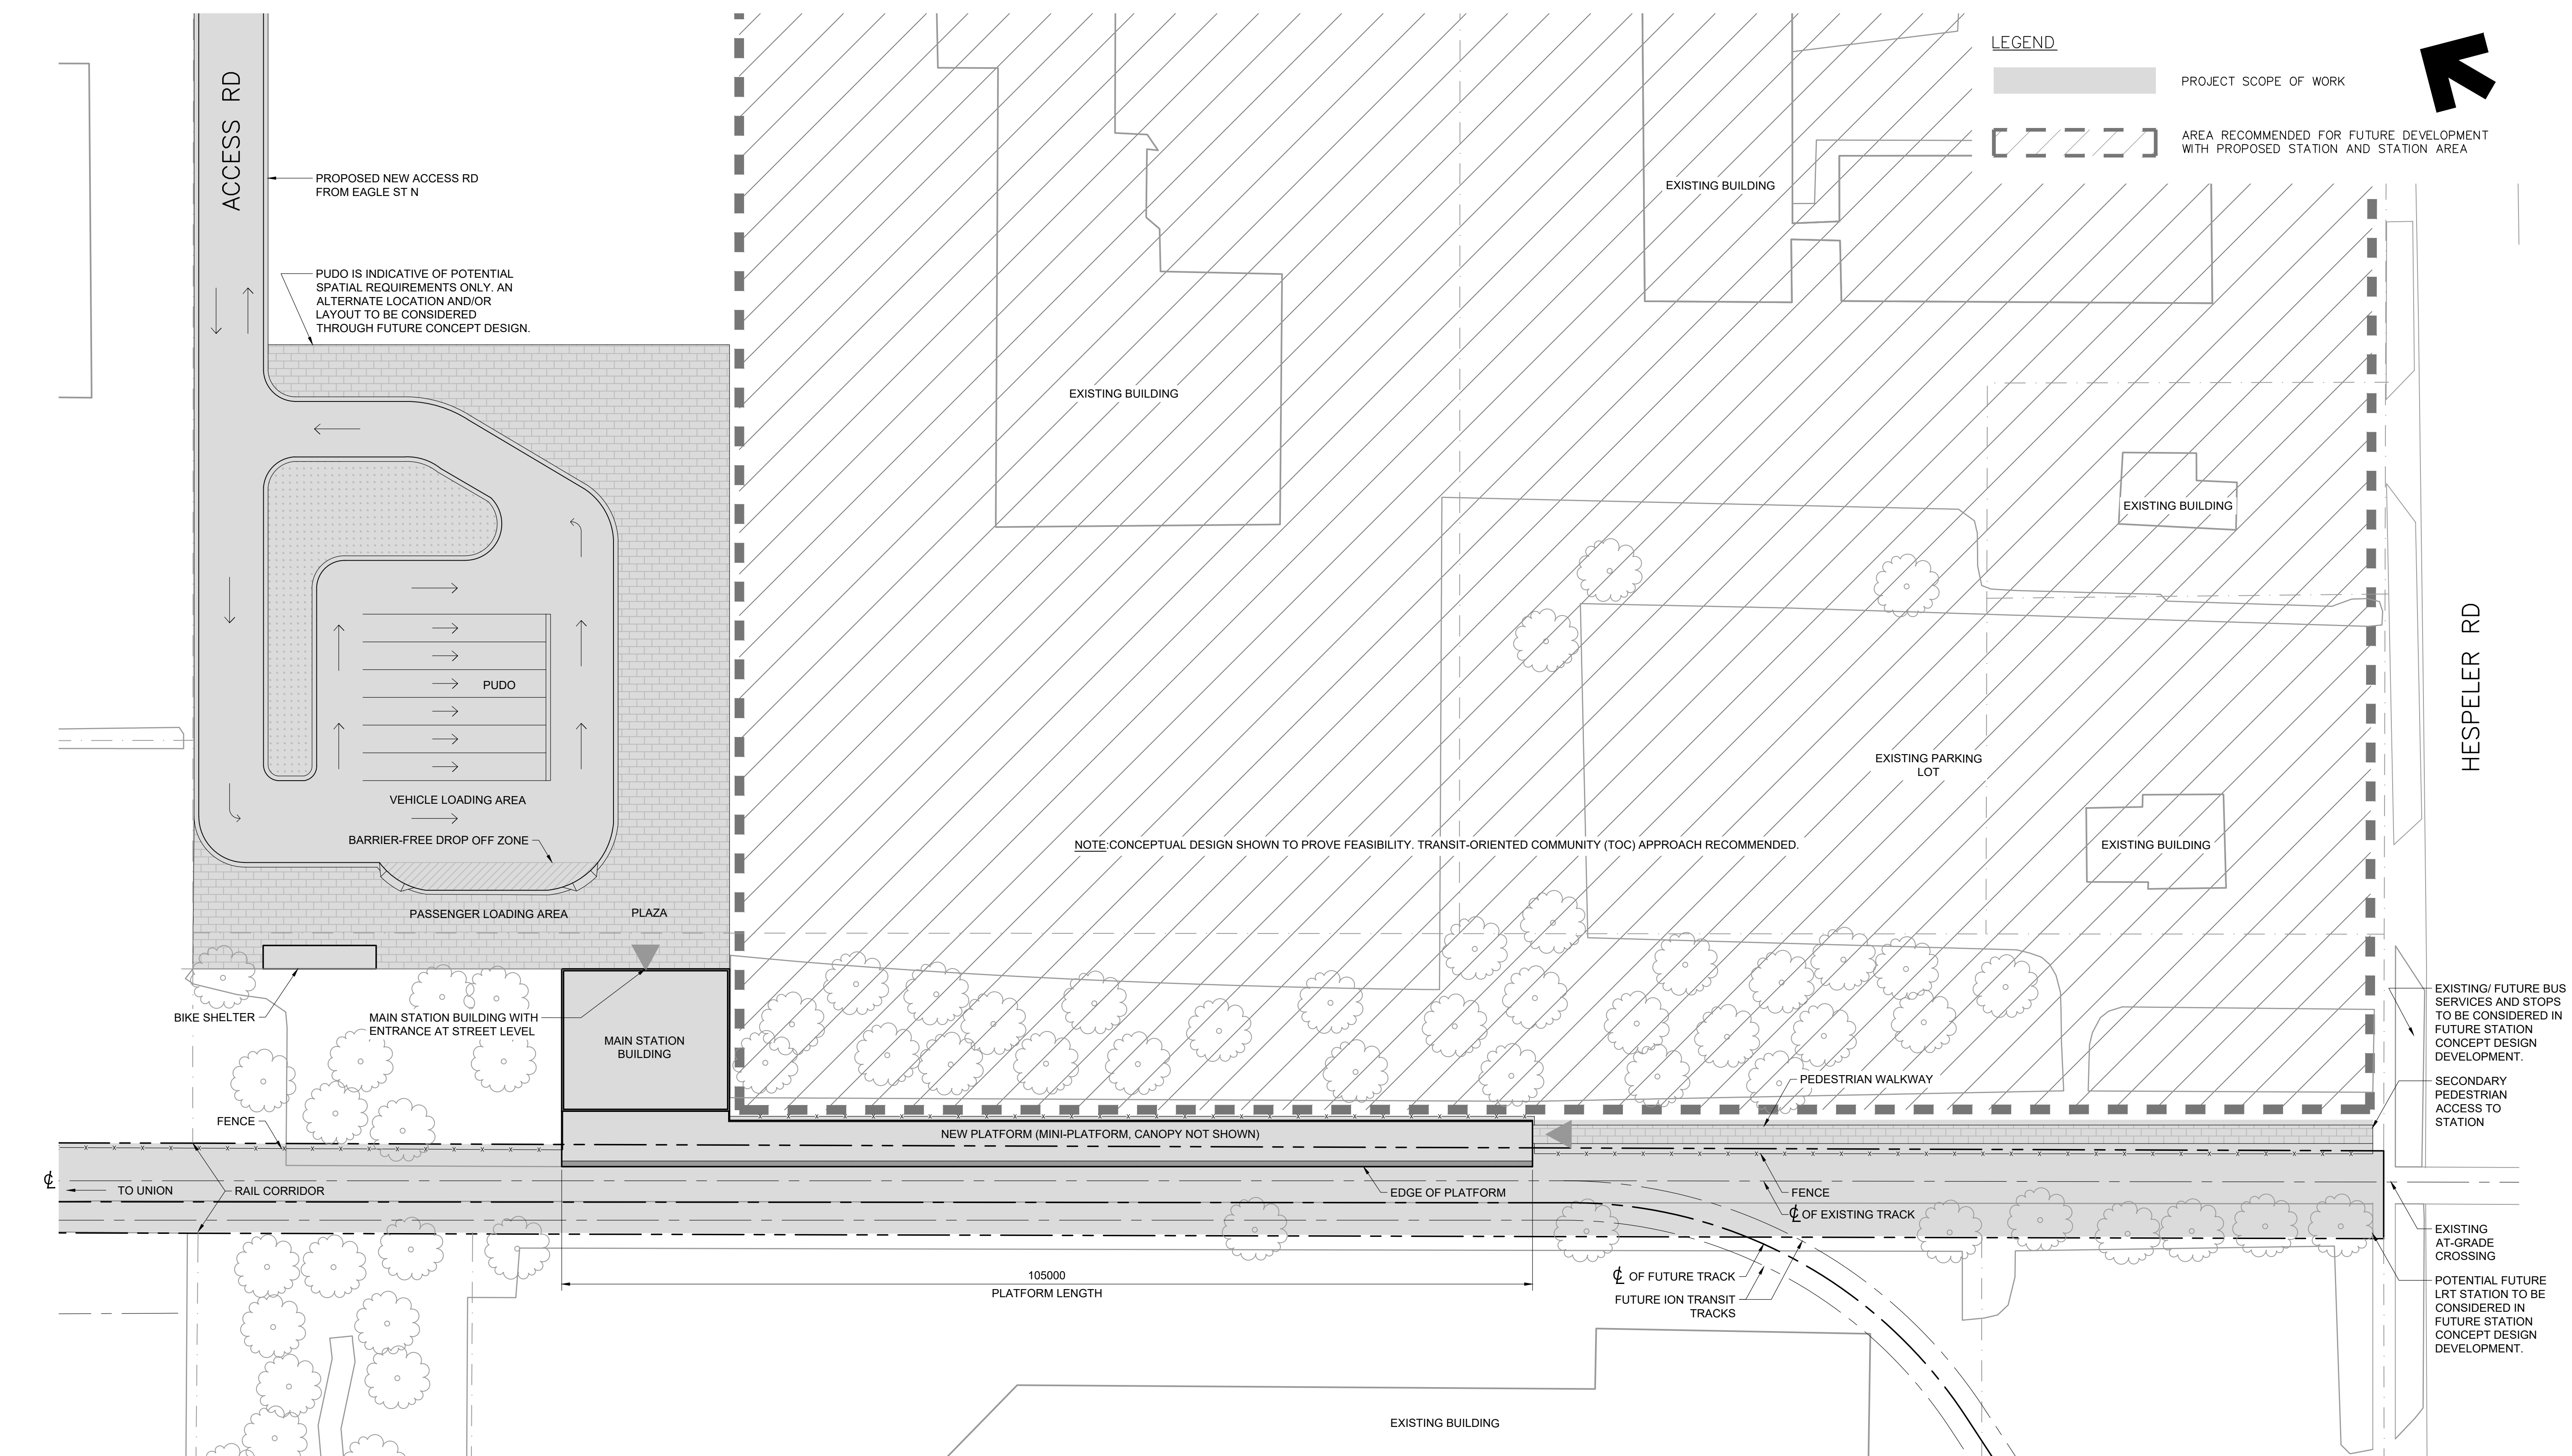 LEGEND
PROJECT SCOPE OF WORK
AREA RECOMMENDED FOR FUTURE DEVELOPMENT
WITH PROPOSED STATION AND STATION AREA
ACCESS RD
PROPOSED NEW ACCESS RD
FROM EAGLE ST N
PUDO IS INDICATIVE OF POTENTIAL
SPATIAL REQUIREMENTS ONLY. AN
ALTERNATE LOCATION AND/OR
LAYOUT TO BE CONSIDERED
THROUGH FUTURE CONCEPT DESIGN.
EXISTING BUILDING
EXISTING BUILDING
EXISTING BUILDING
HESPELER RD
PUDO
EXISTING PARKING
LOT
VEHICLE LOADING AREA
BARRIER-FREE DROP OFF ZONE
NOTE:CONCEPTUAL DESIGN SHOWN TO PROVE FEASIBILITY. TRANSIT-ORIENTED COMMUNITY (TOC) APPROACH RECOMMENDED.
EXISTING BUILDING
PASSENGER LOADING AREA
PLAZA
BIKE SHELTER
MAIN STATION BUILDING WITH
ENTRANCE AT STREET LEVEL
MAIN STATION
BUILDING
EXISTING/ FUTURE BUS
SERVICES AND STOPS
TO BE CONSIDERED IN
FUTURE STATION
CONCEPT DESIGN
DEVELOPMENT.
PEDESTRIAN WALKWAY
SECONDARY
PEDESTRIAN
ACCESS TO
STATION
FENCE
NEW PLATFORM (MINI-PLATFORM, CANOPY NOT SHOWN)
℄
TO UNION
RAIL CORRIDOR
EDGE OF PLATFORM
FENCE
℄ OF EXISTING TRACK
EXISTING
AT-GRADE
CROSSING
105000
PLATFORM LENGTH
℄ OF FUTURE TRACK
FUTURE ION TRANSIT
TRACKS
POTENTIAL FUTURE
LRT STATION TO BE
CONSIDERED IN
FUTURE STATION
CONCEPT DESIGN
DEVELOPMENT.
EXISTING BUILDING